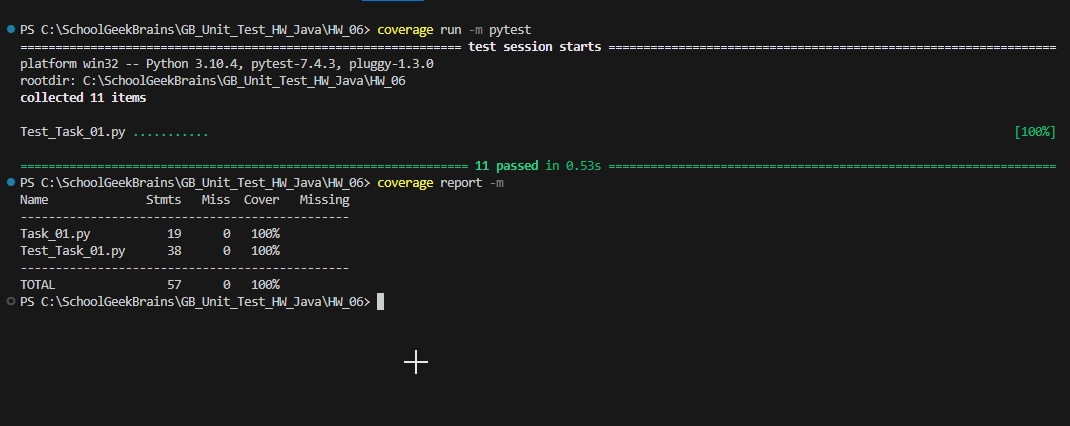 PS C:\SchoolGeekBrains\GB_Unit_Test_HW_Java\HW_06> coverage run -m pytest
================================================================ test session starts ================================================================
platform win32 -- Python 3.10.4, pytest-7.4.3, pluggy-1.3.0
rootdir: C:\SchoolGeekBrains\GB_Unit_Test_HW_Java\HW_06
collected 11 items
Test_Task_01.py ........... [100%]
================================================================ 11 passed in 0.53s ================================================================
PS C:\SchoolGeekBrains\GB_Unit_Test_HW_Java\HW_06> coverage report -m
Name              Stmts   Miss  Cover   Missing
-----------------------------------------------
Task_01.py           19      0   100%
Test_Task_01.py      38      0   100%
-----------------------------------------------
TOTAL                57      0   100%
PS C:\SchoolGeekBrains\GB_Unit_Test_HW_Java\HW_06>